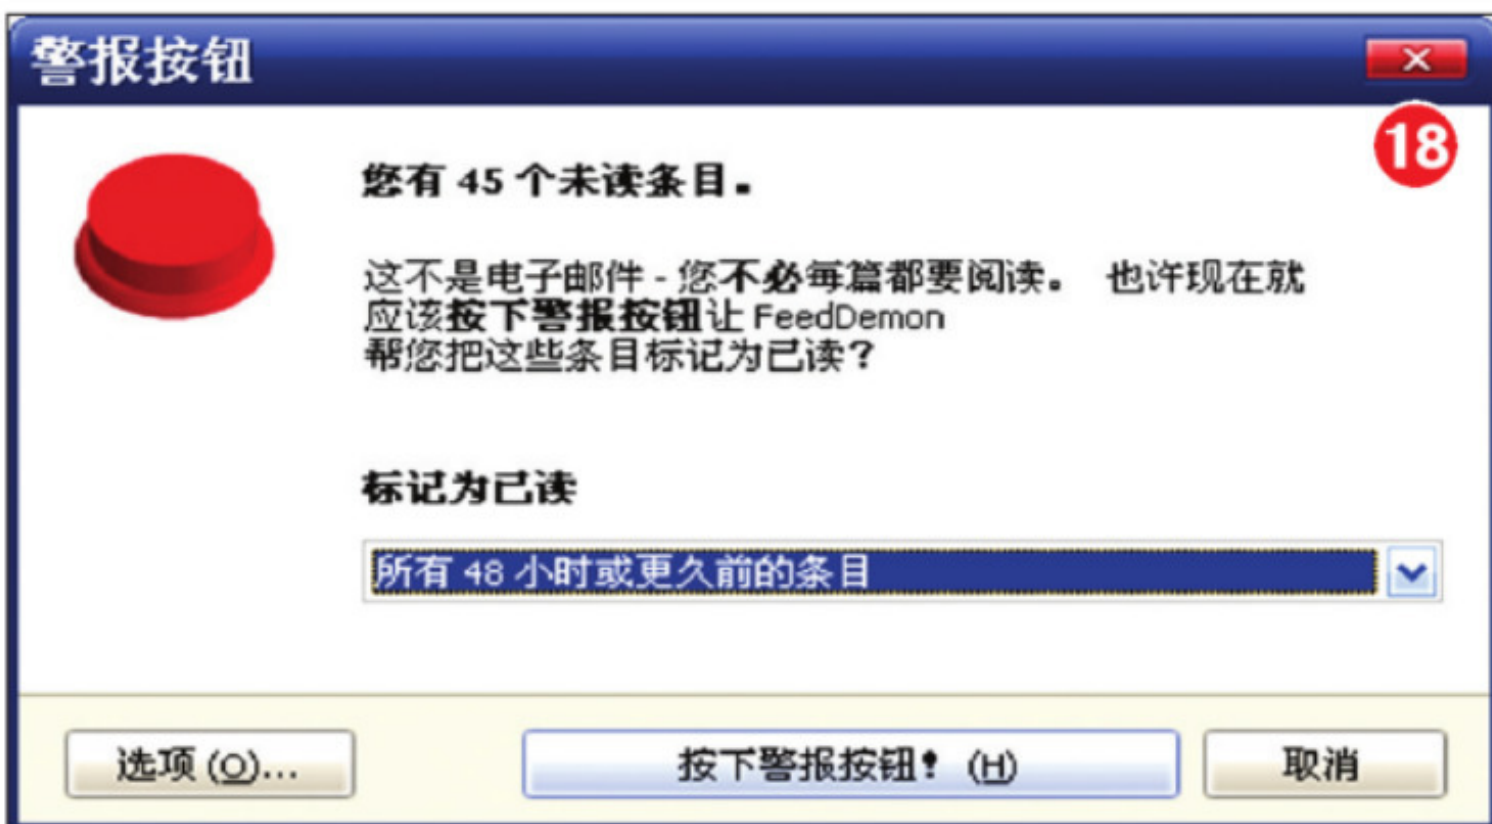 警报按钮
18
您有 45 个未读条目。
这不是电子邮件 - 您不必每篇都要阅读。 也许现在就
应该按下警报按钮让 FeedDemon
帮您把这些条目标记为已读？
标记为已读
所有 48 小时或更久前的条目
选项(O)... 按下警报按钮！ (H) 取消